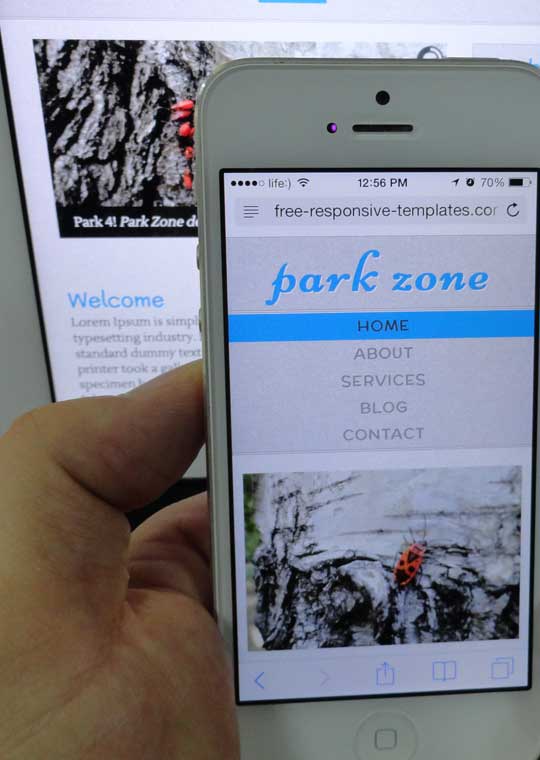 Park 4! Park Zone de
Welcome
Lorem Ipsum is simpl
typesetting industry.
standard dummy text
printer took a
specimen
life:) 12:56 PM 70%
free-responsive-templates.cor
park zone
HOME
ABOUT
SERVICES
BLOG
CONTACT